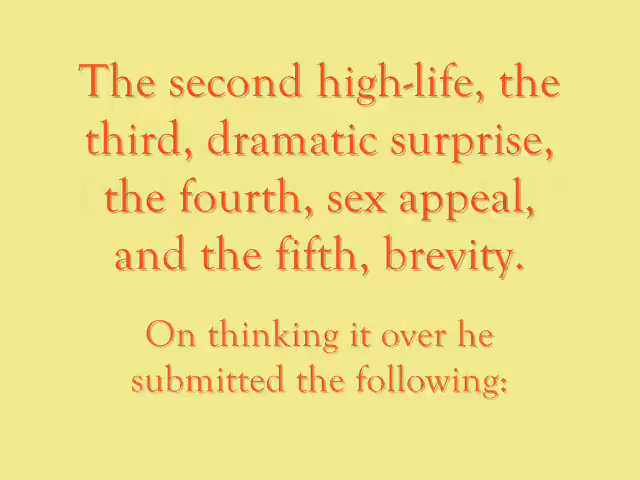 The second high-life, the
third, dramatic surprise,
the fourth, sex appeal,
and the fifth, brevity.
On thinking it over he
submitted the following: